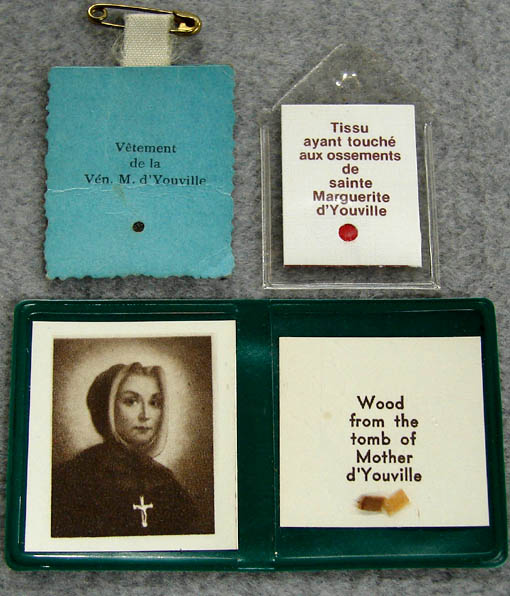 Vêtement
de la
Vén. M. d'Youville
Tissu
ayant touché
aux ossements
de
sainte
Marguerite
d'Youville
Wood
from the
tomb of
Mother
d'Youville